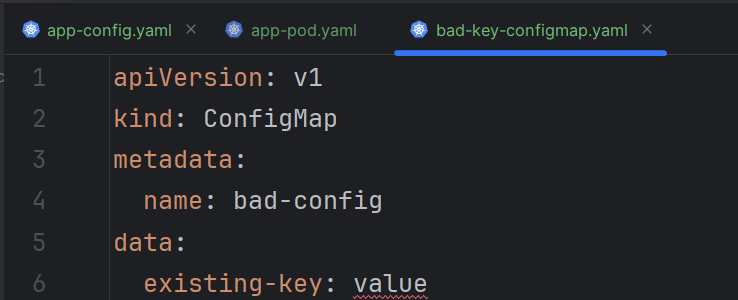 app-config.yaml app-pod.yaml bad-key-configmap.yaml
1 apiVersion: v1
2 kind: ConfigMap
3 metadata:
4   name: bad-config
5 data:
6   existing-key: value